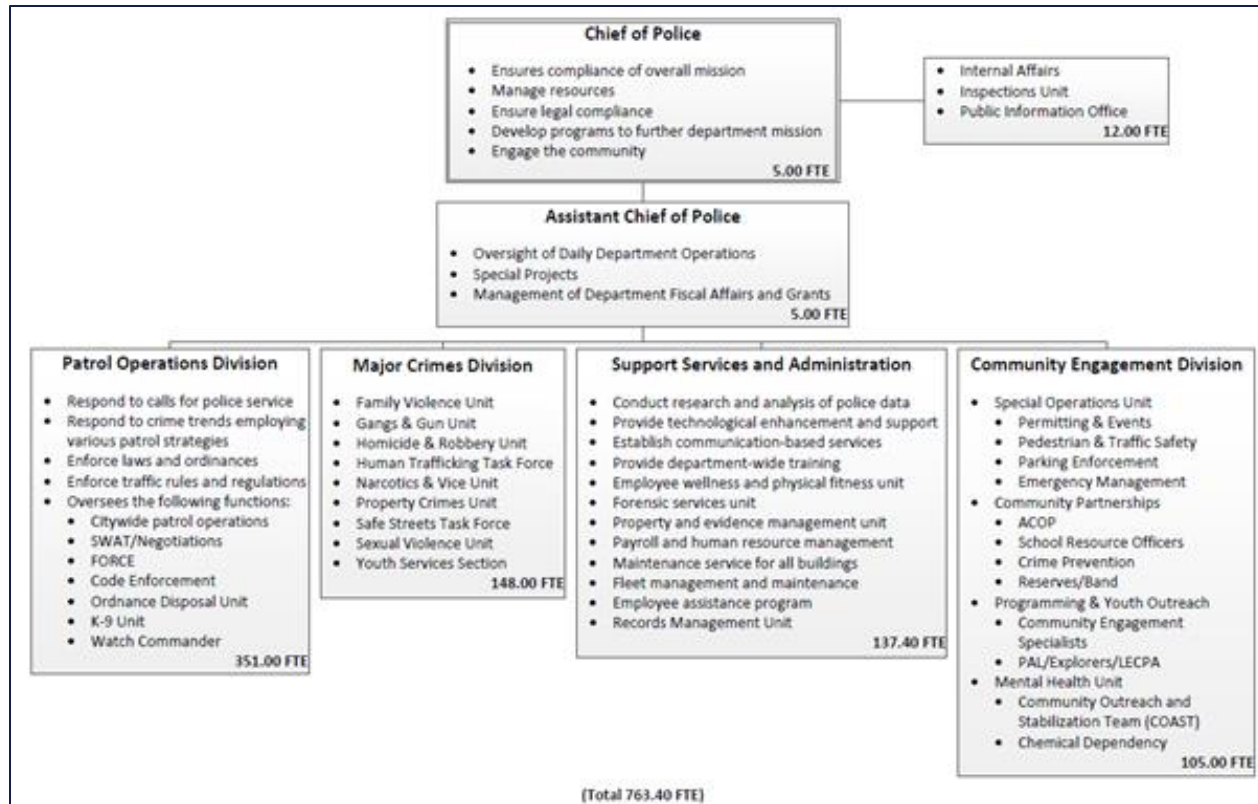 Chief of Police
• Ensures compliance of overall mission
• Manage resources
• Ensure legal compliance
• Develop programs to further department mission
• Engage the community
5.00 FTE
• Internal Affairs
• Inspections Unit
• Public Information Office
12.00 FTE
Assistant Chief of Police
• Oversight of Daily Department Operations
• Special Projects
• Management of Department Fiscal Affairs and Grants
5.00 FTE
Patrol Operations Division
• Respond to calls for police service
• Respond to crime trends employing
various patrol strategies
• Enforce laws and ordinances
• Enforce traffic rules and regulations
• Oversees the following functions:
• Citywide patrol operations
• SWAT/Negotiations
• FORCE
• Code Enforcement
• Ordnance Disposal Unit
• K-9 Unit
• Watch Commander
351.00 FTE
Major Crimes Division
• Family Violence Unit
• Gangs & Gun Unit
• Homicide & Robbery Unit
• Human Trafficking Task Force
• Narcotics & Vice Unit
• Property Crimes Unit
• Safe Streets Task Force
• Sexual Violence Unit
• Youth Services Section
148.00 FTE
Support Services and Administration
• Conduct research and analysis of police data
• Provide technological enhancement and support
• Establish communication-based services
• Provide department-wide training
• Employee wellness and physical fitness unit
• Forensic services unit
• Property and evidence management unit
• Payroll and human resource management
• Maintenance service for all buildings
• Fleet management and maintenance
• Employee assistance program
• Records Management Unit
137.40 FTE
Community Engagement Division
• Special Operations Unit
• Permitting & Events
• Pedestrian & Traffic Safety
• Parking Enforcement
• Emergency Management
• Community Partnerships
• ACOP
• School Resource Officers
• Crime Prevention
• Reserves/Band
• Programming & Youth Outreach
• Community Engagement
Specialists
• PAL/Explorers/LECPA
• Mental Health Unit
• Community Outreach and
Stabilization Team (COAST)
• Chemical Dependency
105.00 FTE
(Total 763.40 FTE)